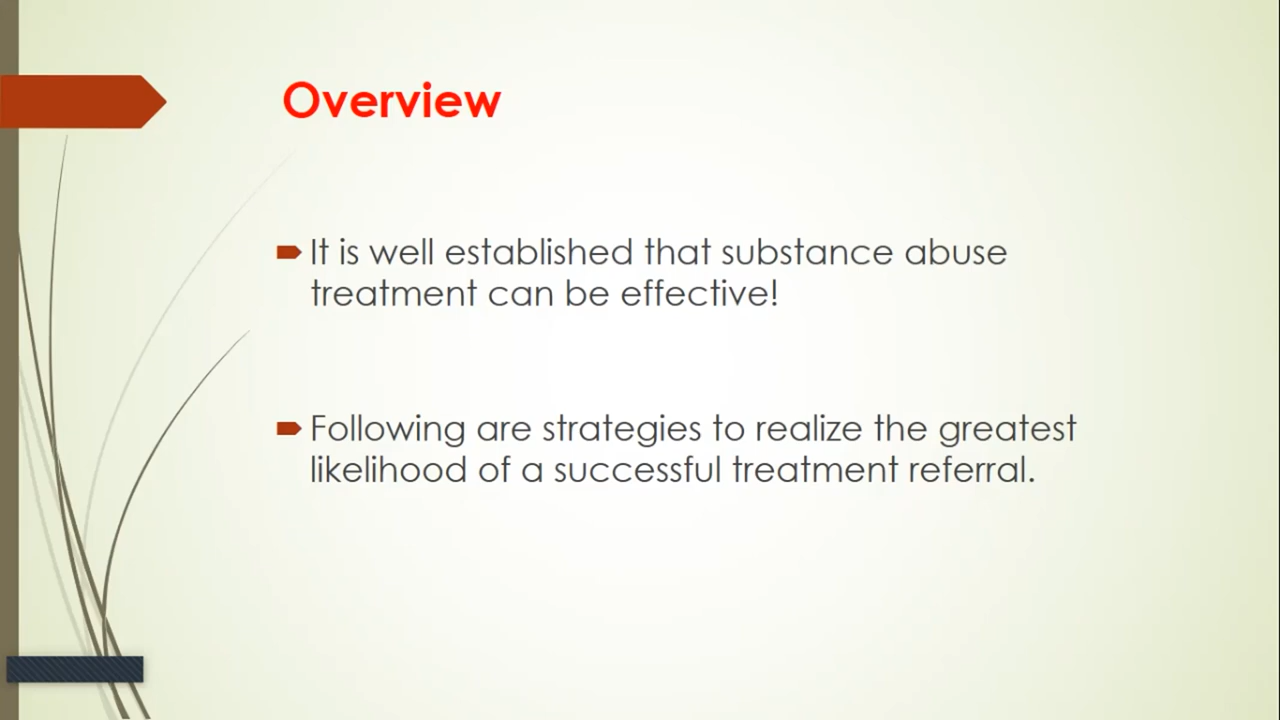 Overview
It is well established that substance abuse
treatment can be effective!
Following are strategies to realize the greatest
likelihood of a successful treatment referral.